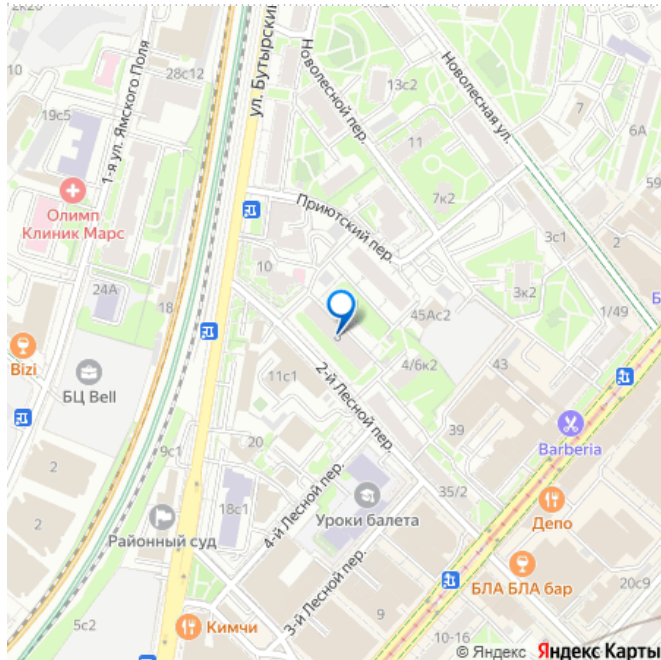 2к20
10
28с12
19с5
1-я ул. Ямского Поля
ул. Бутырский
Новолесной пер.
13с2
Новолесная ул.
7
6А
11
7к2
59
Олимп
Клиник Марс
Приютский пер.
3с1
2
24А
18
10
45Ас2
3к2
1/49
5
Bizi
БЦ Bell
11с1
2-й Лесной пер.
4/6к2
43
39
Barberia
9с1
20
2
2
Районный суд
18с1
4-й Лесной пер.
Уроки балета
35/2
Депо
3-й Лесной пер.
БЛА БЛА бар
20с9
5с2
Кимчи
9
10-16
© Яндекс Яндекс Карты